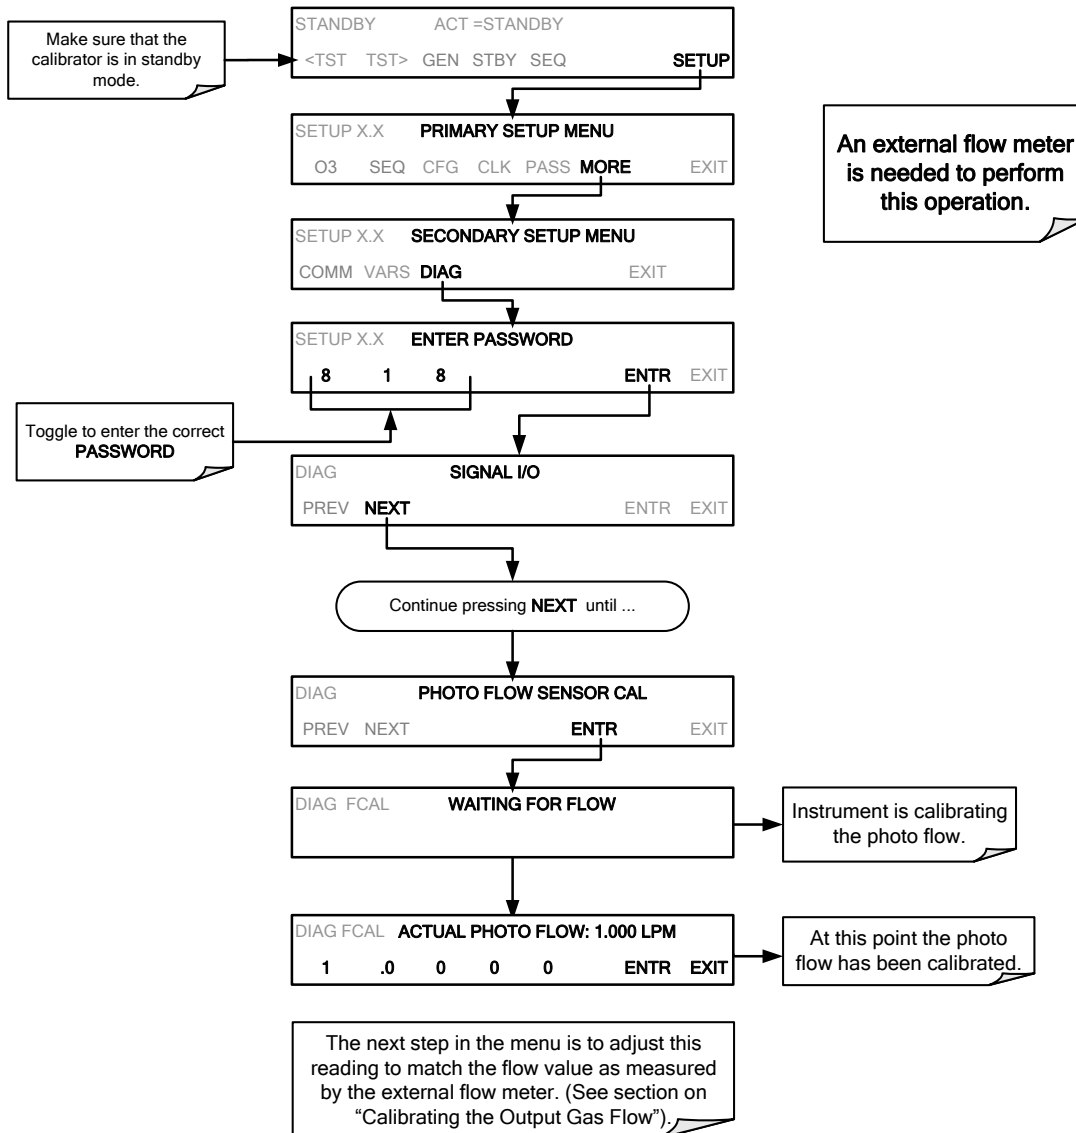 Make sure that the
calibrator is in standby
mode.
STANDBY ACT =STANDBY
<TST TST> GEN STBY SEQ SETUP
SETUP X.X PRIMARY SETUP MENU
O3 SEQ CFG CLK PASS MORE EXIT
An external flow meter
is needed to perform
this operation.
SETUP X.X SECONDARY SETUP MENU
COMM VARS DIAG EXIT
SETUP X.X ENTER PASSWORD
8 1 8 ENTR EXIT
Toggle to enter the correct
PASSWORD
DIAG SIGNAL I/O
PREV NEXT ENTR EXIT
Continue pressing NEXT until ...
DIAG PHOTO FLOW SENSOR CAL
PREV NEXT ENTR EXIT
DIAG FCAL WAITING FOR FLOW
Instrument is calibrating
the photo flow.
DIAG FCAL ACTUAL PHOTO FLOW: 1.000 LPM
1 .0 0 0 0 ENTR EXIT
At this point the photo
flow has been calibrated.
The next step in the menu is to adjust this
reading to match the flow value as measured
by the external flow meter. (See section on
“Calibrating the Output Gas Flow”).